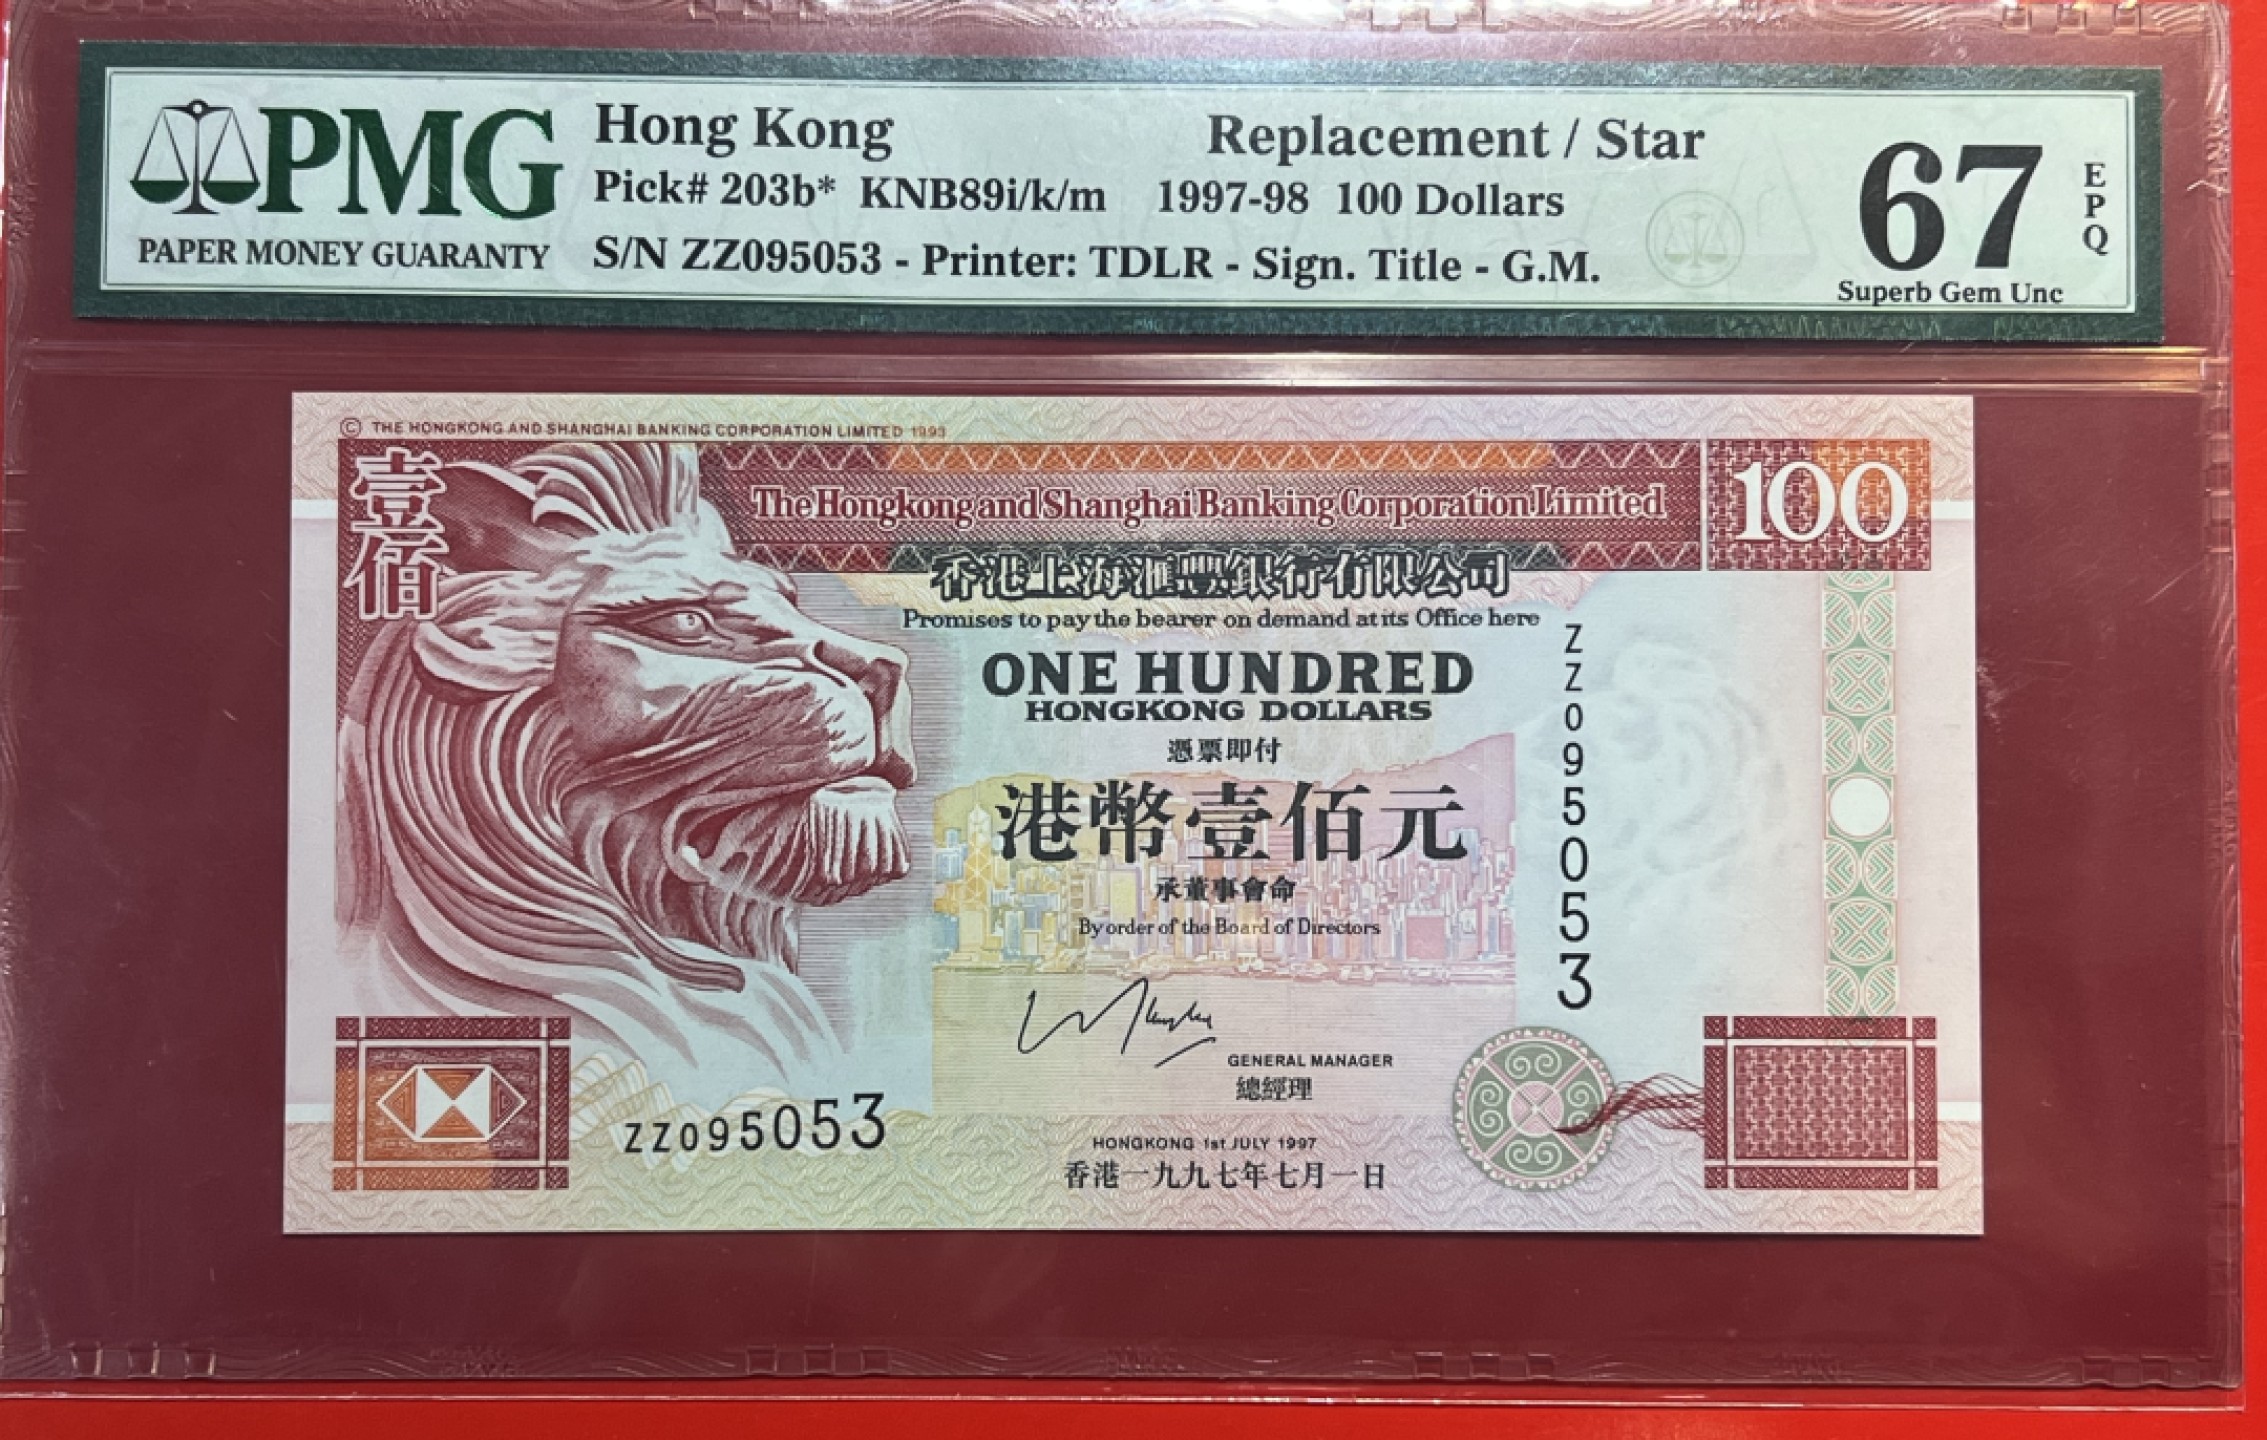 PMG
PAPER MONEY GUARANTY
Hong Kong
Replacement / Star
Pick# 203b* KNB89i/k/m 1997-98 100 Dollars
S/N ZZ095053 - Printer: TDLR - Sign. Title - G.M.
67
EPQ
Superb Gem Unc
© THE HONGKONG AND SHANGHAI BANKING CORPORATION LIMITED 1993
壹佰
The Hongkong and Shanghai Banking Corporation Limited
100
香港上海滙豐銀行有限公司
Promises to pay the bearer on demand at its Office here
ZZ095053
ONE HUNDRED
HONGKONG DOLLARS
憑票即付
港幣壹佰元
承董事會命
By order of the Board of Directors
GENERAL MANAGER
總經理
ZZ095053
HONGKONG 1st JULY 1997
香港一九九七年七月一日